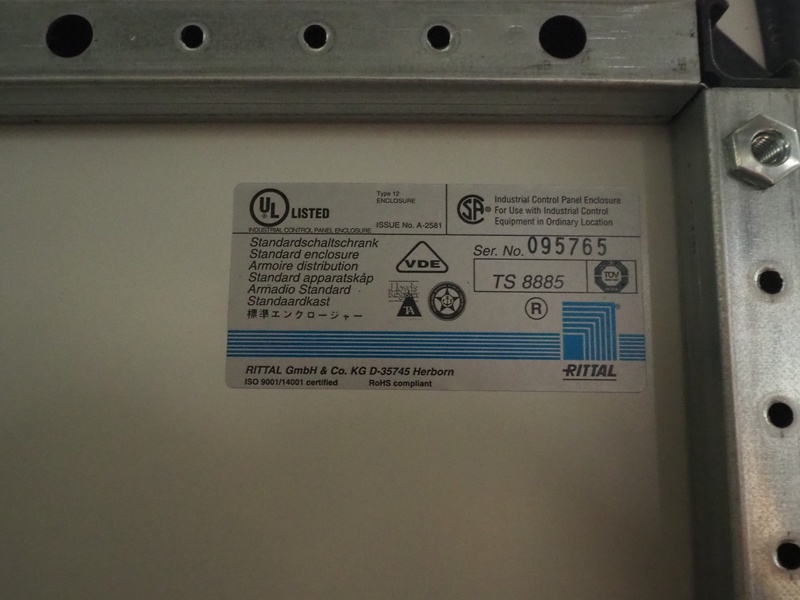 UL LISTED
Type 12
ENCLOSURE
ISSUE No. A-2581
INDUSTRIAL CONTROL PANEL ENCLOSURE
SA ® Industrial Control Panel Enclosure
For Use with Industrial Control
Equipment in Ordinary Location
Standardschaltschrank
Standard enclosure
Armoire distribution
Standard apparatskåp
Armadio Standard
Standaardkast
標準エンクロージャー
VDE
Ser. No. 095765
TS 8885
TÜV
R
RITTAL
RITTAL GmbH & Co. KG D-35745 Herborn
ISO 9001/14001 certified RoHS compliant